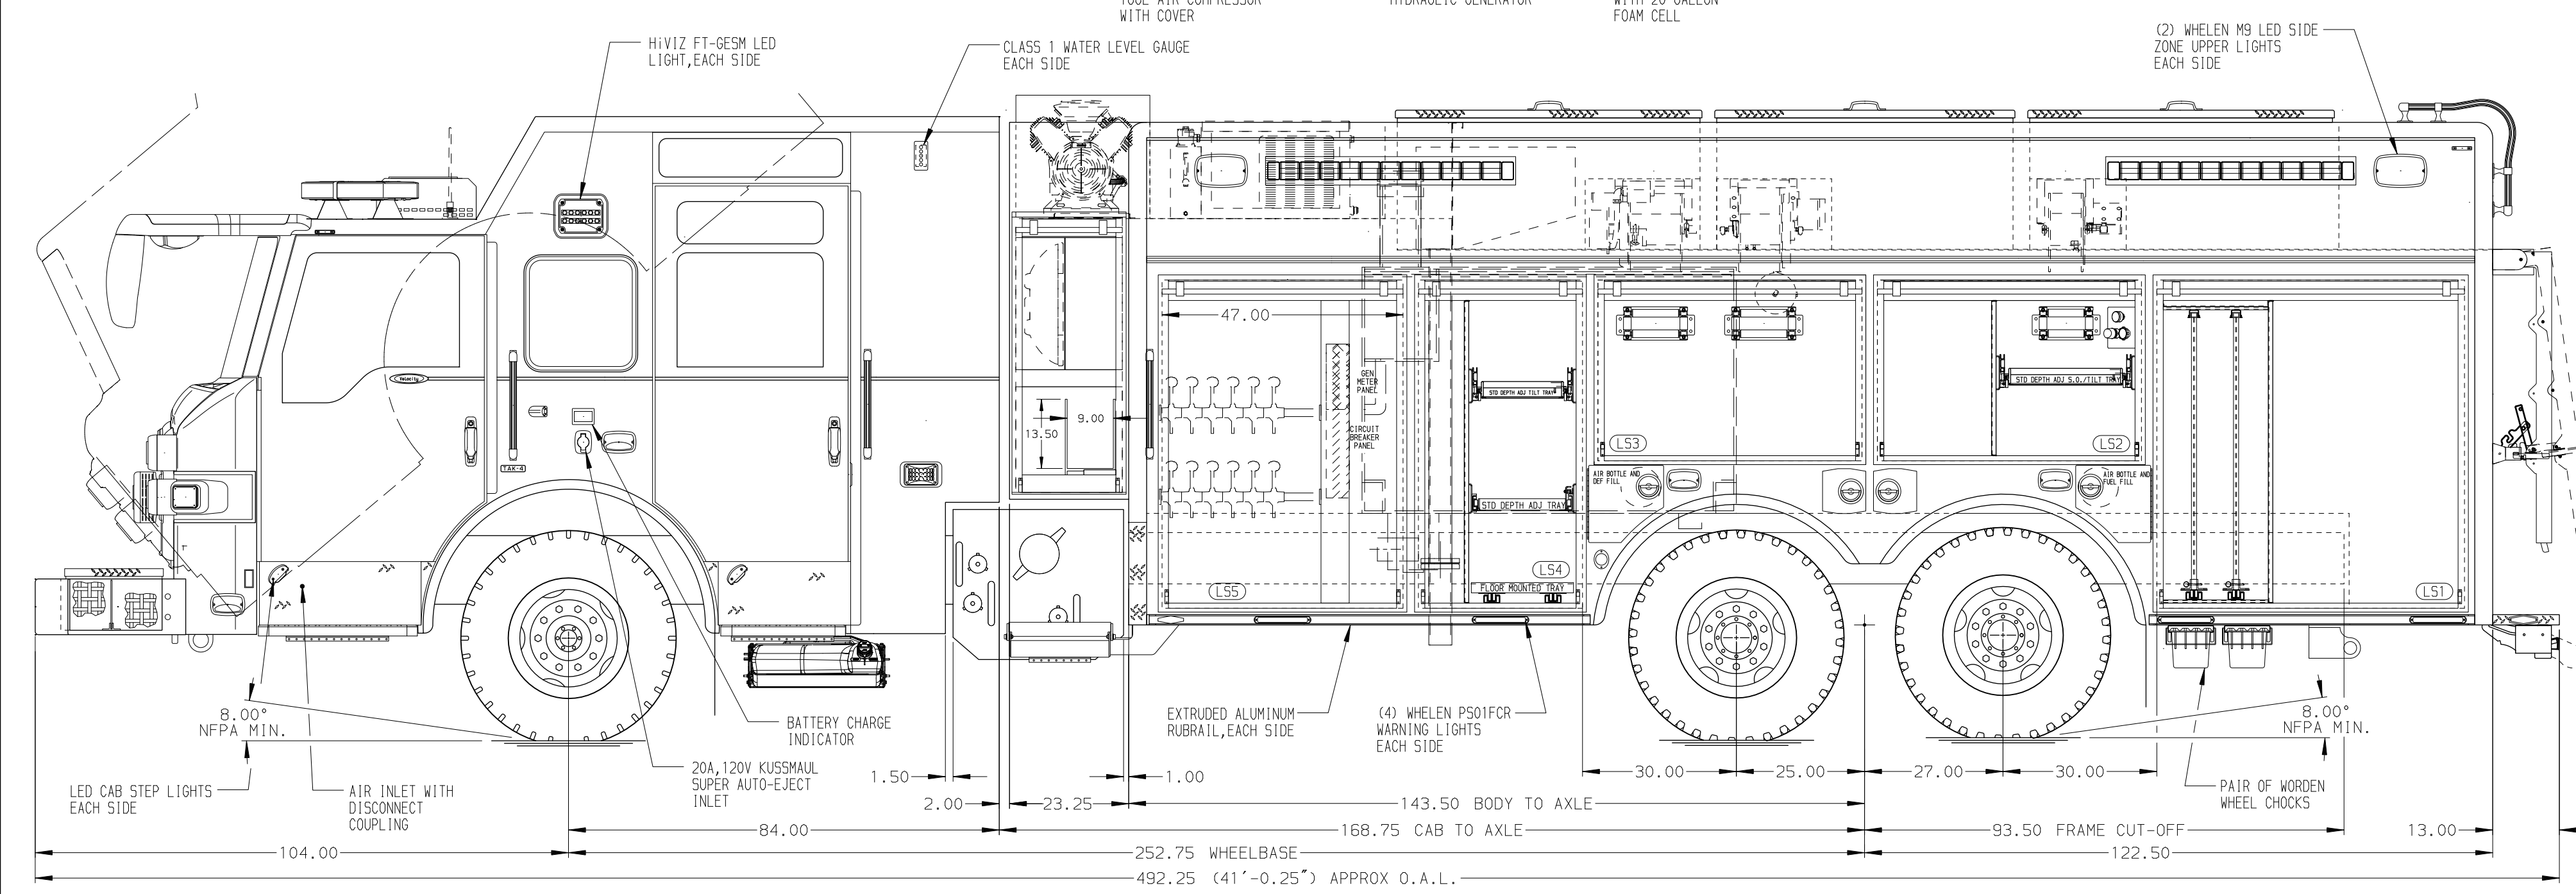 TOOL AIR COMPRESSOR
WITH COVER
HYDRAULIC GENERATOR
WITH 20 GALLON
FOAM CELL
(2) WHELEN M9 LED SIDE
ZONE UPPER LIGHTS
EACH SIDE
HiVIZ FT-GESM LED
LIGHT,EACH SIDE
CLASS 1 WATER LEVEL GAUGE
EACH SIDE
47.00
Velocity
GEN
METER
PANEL
STD DEPTH ADJ TILT TRAY
STD DEPTH ADJ S.O./TILT TRAY
13.50
9.00
CIRCUIT
BREAKER
PANEL
LS3
LS2
TAK-4
AIR BOTTLE AND
DEF FILL
AIR BOTTLE AND
FUEL FILL
STD DEPTH ADJ TRAY
LS4
FLOOR MOUNTED TRAY
LS5
LS1
8.00°
NFPA MIN.
BATTERY CHARGE
INDICATOR
EXTRUDED ALUMINUM
RUBRAIL,EACH SIDE
(4) WHELEN PS01FCR
WARNING LIGHTS
EACH SIDE
8.00°
NFPA MIN.
20A,120V KUSSMAUL
SUPER AUTO-EJECT
INLET
LED CAB STEP LIGHTS
EACH SIDE
AIR INLET WITH
DISCONNECT
COUPLING
PAIR OF WORDEN
WHEEL CHOCKS
1.50
1.00
30.00
25.00
27.00
30.00
2.00
23.25
143.50 BODY TO AXLE
84.00
168.75 CAB TO AXLE
93.50 FRAME CUT-OFF
13.00
104.00
252.75 WHEELBASE
122.50
492.25 (41'-0.25") APPROX O.A.L.